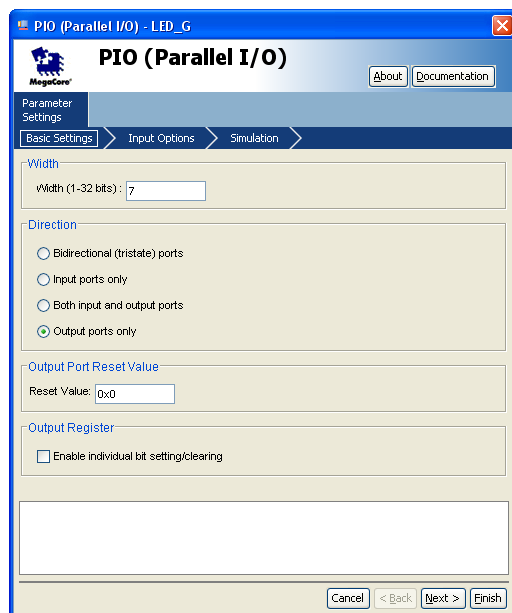 PIO (Parallel I/O) - LED_G
MegaCore®
PIO (Parallel I/O)
About
Documentation
Parameter
Settings
Basic Settings
Input Options
Simulation
Width
Width (1-32 bits) : 7
Direction
Bidirectional (tristate) ports
Input ports only
Both input and output ports
Output ports only
Output Port Reset Value
Reset Value: 0x0
Output Register
Enable individual bit setting/clearing
Cancel
< Back
Next >
Finish